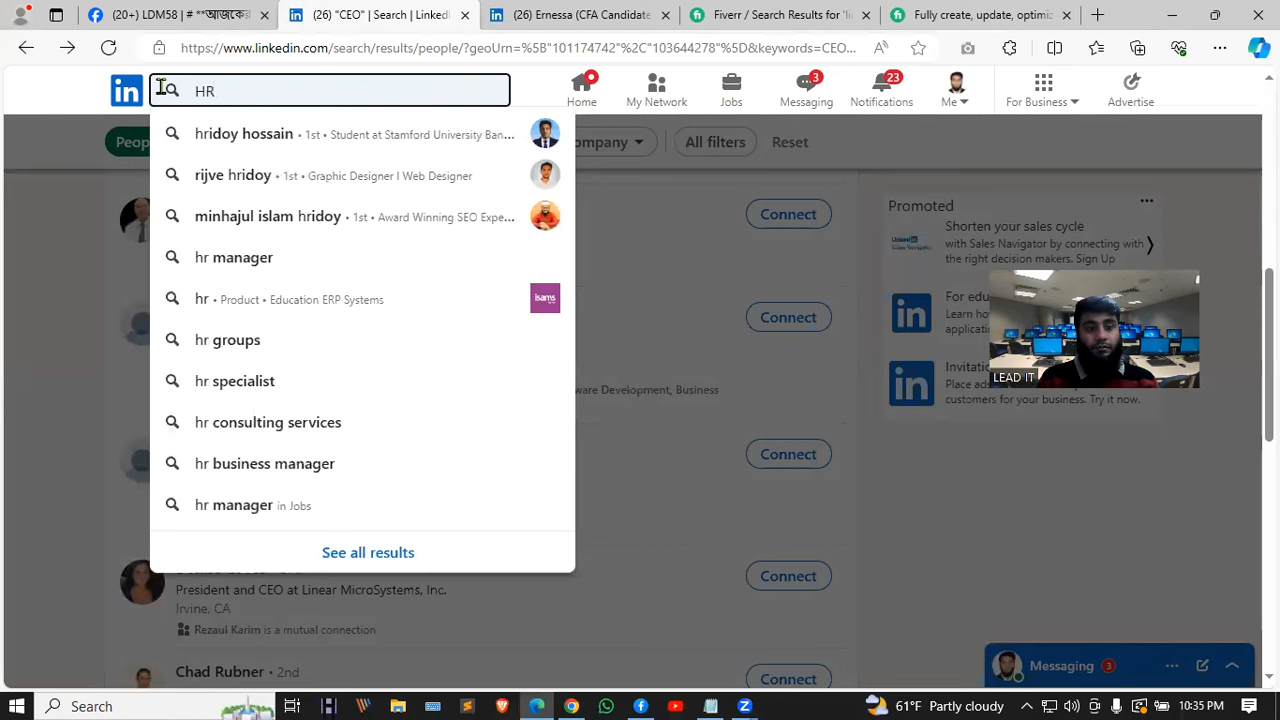 (20+) LDM58 | # **আজকের
(26) "CEO" | Search | Linked
(26) Ernessa (CFA Candidate
Fiverr / Search Results for 'li
Fully create, update, optimiz
https://www.linkedin.com/search/results/people/?geoUrn=%5B"101174742"%2C"103644278"%5D&keywords=CEO...
in
HR
Home
My Network
Jobs
3
Messaging
23
Notifications
Me
For Business
Advertise
Peop
ompany
All filters
Reset
hridoy hossain • 1st • Student at Stamford University Ban...
rijve hridoy • 1st • Graphic Designer I Web Designer
minhajul islam hridoy • 1st • Award Winning SEO Expe...
hr manager
hr • Product • Education ERP Systems
isams
hr groups
hr specialist
hr consulting services
hr business manager
hr manager in Jobs
See all results
Connect
Connect
ware Development, Business
Connect
Connect
President and CEO at Linear MicroSystems, Inc.
Irvine, CA
Rezaul Karim is a mutual connection
Chad Rubner • 2nd
Connect
Promoted
Shorten your sales cycle
with Sales Navigator by connecting with
the right decision makers. Sign Up
For edu
Learn how
application
LEAD IT
Invitati
Place ads
customers for your business. Try it now.
Messaging 3
Search
61°F Partly cloudy
10:35 PM